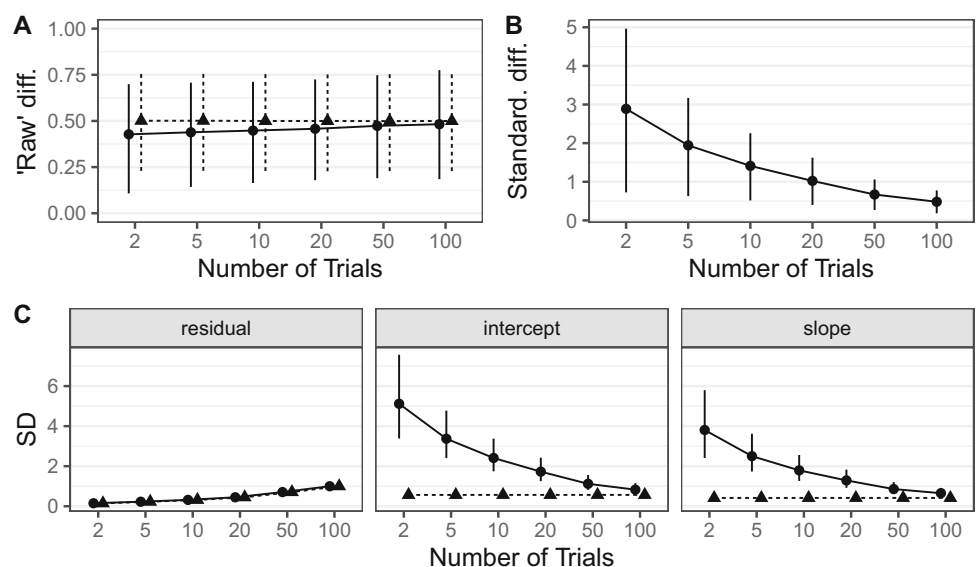 A
'Raw' diff.
1.00
0.75
0.50
0.25
0.00
2 5 10 20 50 100
Number of Trials
B
Standard. diff.
5
4
3
2
1
0
2 5 10 20 50 100
Number of Trials
C
residual intercept slope
SD
6
4
2
0
2 5 10 20 50 100 2 5 10 20 50 100 2 5 10 20 50 100
Number of Trials